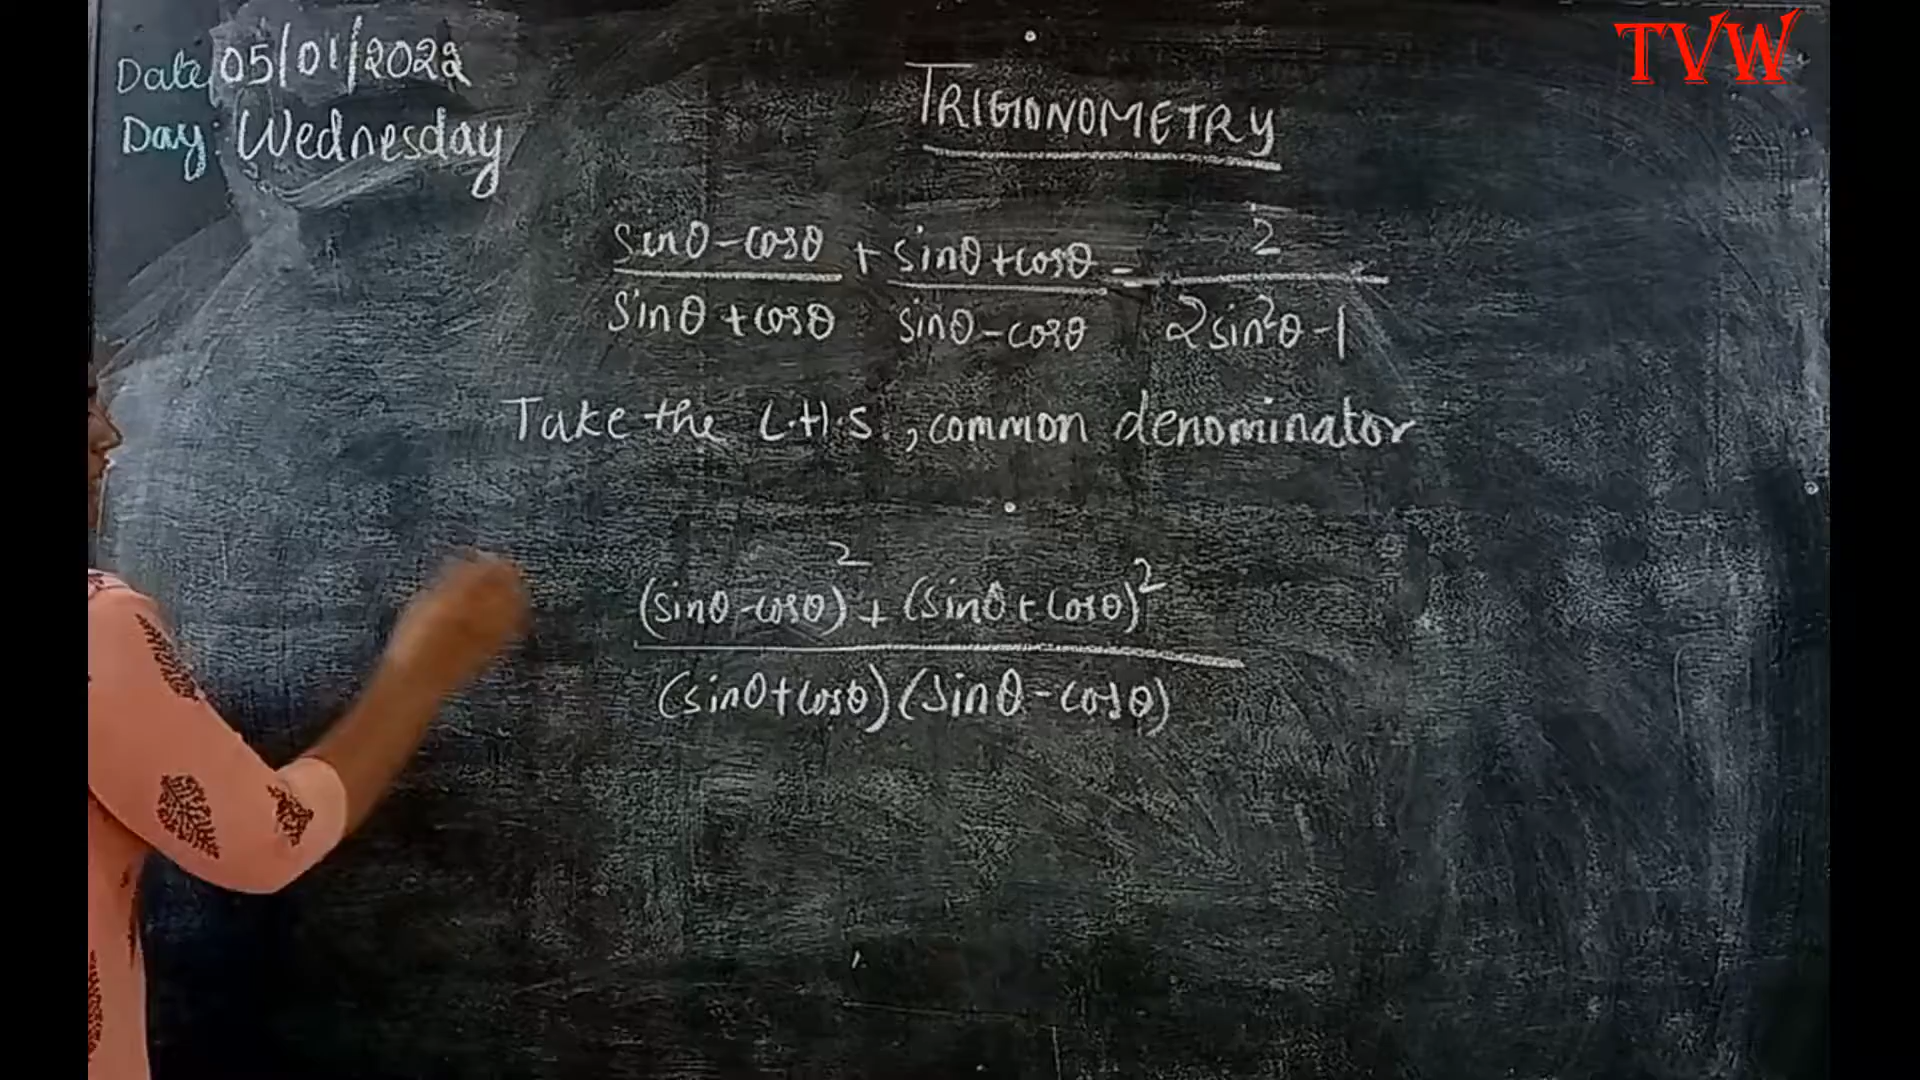 TVW
Date 05/01/2022
Day: Wednesday
TRIGIONOMETRY
sinθ-cosθ/sinθ+cosθ + sinθ+cosθ/sinθ-cosθ = 2/2sin²θ-1
Take the L.H.S., common denominator
(sinθ-cosθ)² + (sinθ+cosθ)²
(sinθ+cosθ)(sinθ-cosθ)